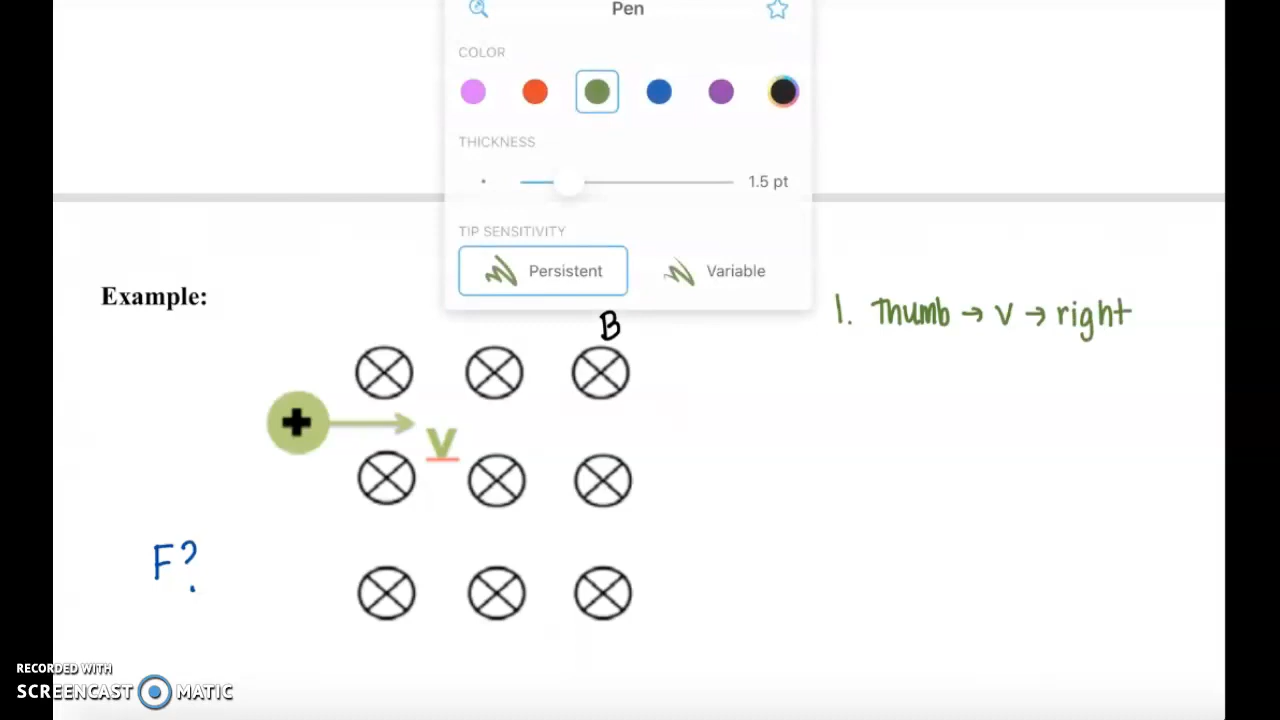 Pen
COLOR
THICKNESS
1.5 pt
TIP SENSITIVITY
Persistent Variable
Example:
1. Thumb → v → right
B
V
F?
RECORDED WITH
SCREENCAST MATIC